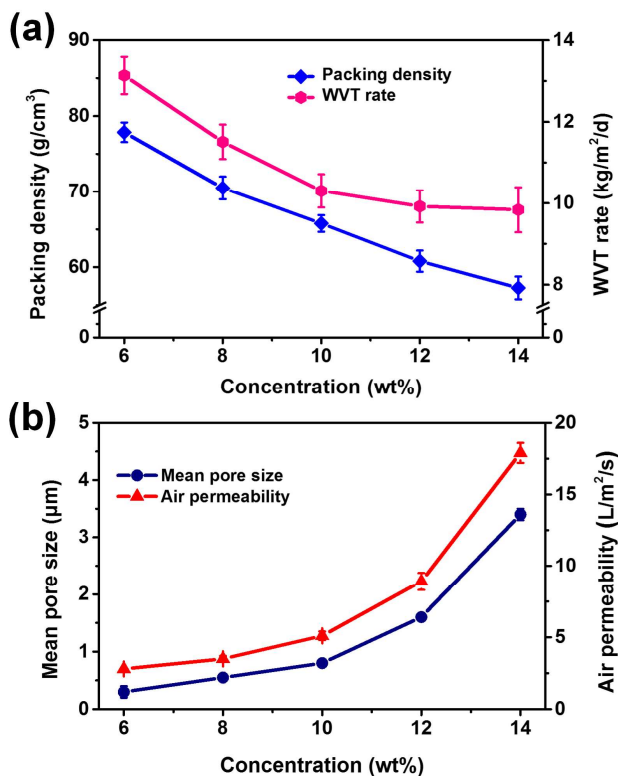 (a)
90
80
70
60
0
Packing density (g/cm³)
14
12
10
8
0
WVT rate (kg/m²/d)
Packing density
WVT rate
6 8 10 12 14
Concentration (wt%)
(b)
5
4
3
2
1
0
Mean pore size (μm)
20
15
10
5
0
Air permeability (L/m²/s)
Mean pore size
Air permeability
6 8 10 12 14
Concentration (wt%)